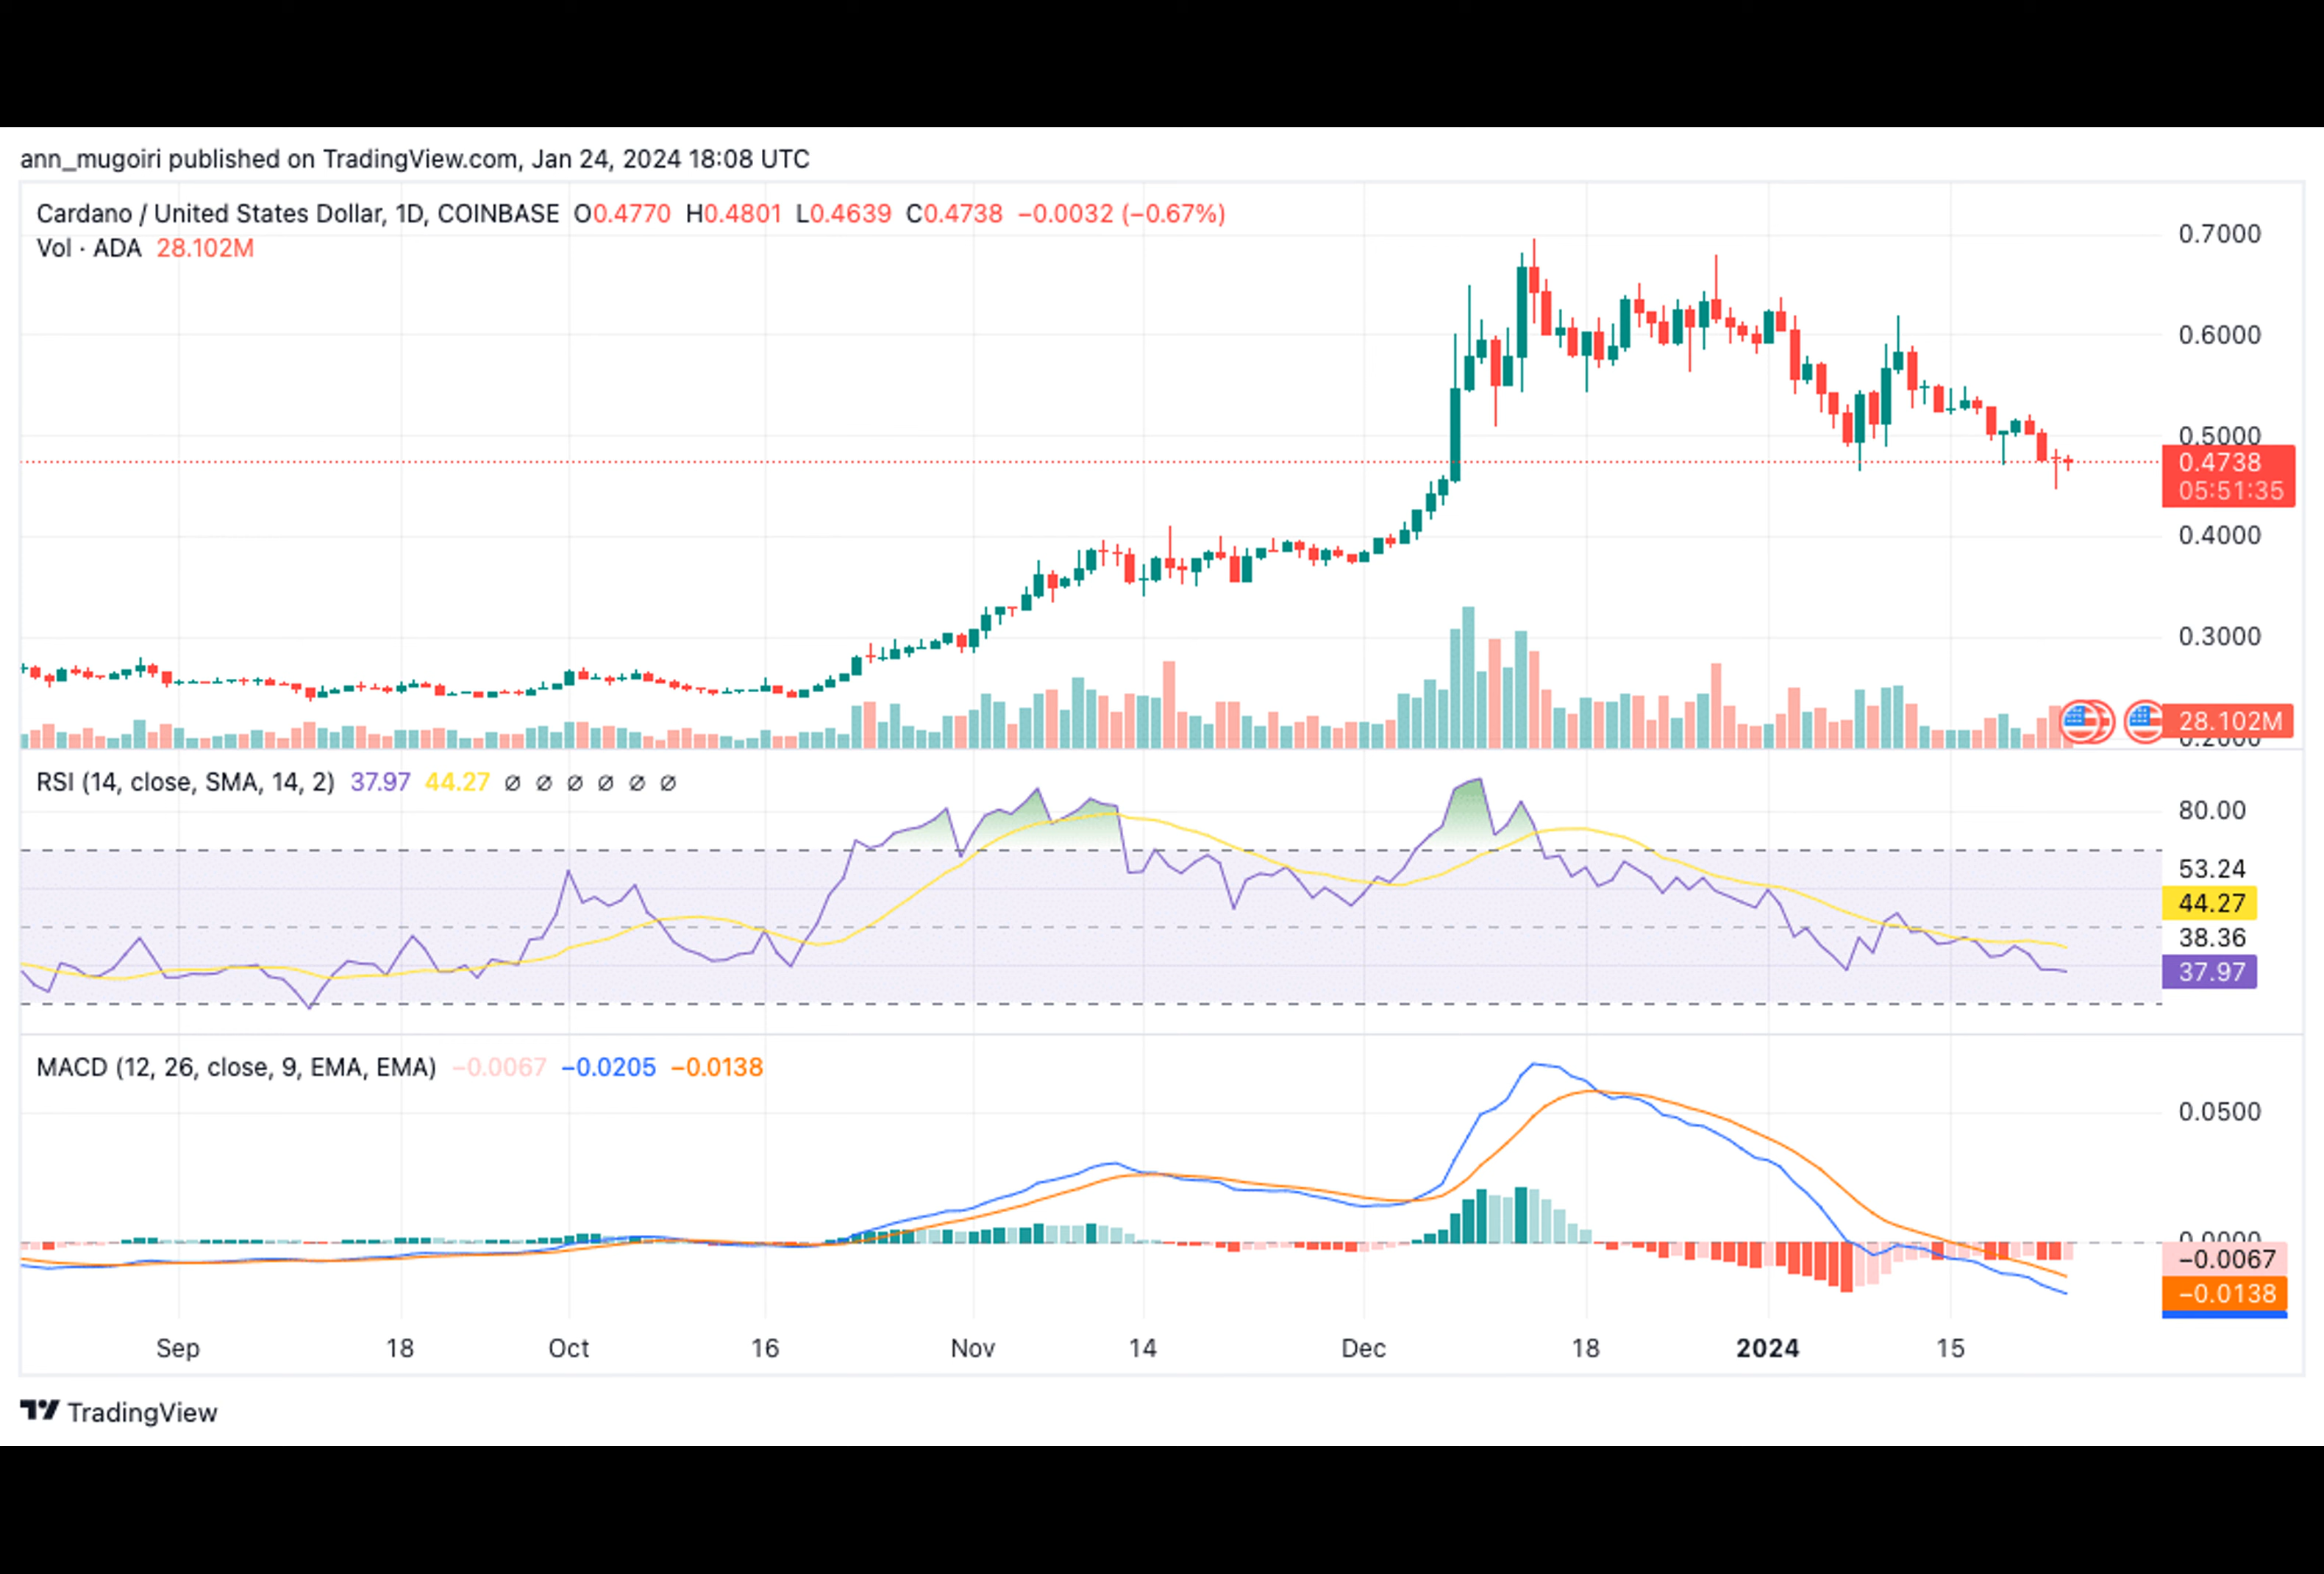 ann_mugoiri published on TradingView.com, Jan 24, 2024 18:08 UTC
Cardano / United States Dollar, 1D, COINBASE O0.4770 H0.4801 L0.4639 C0.4738 −0.0032 (−0.67%)
Vol · ADA 28.102M
0.7000
0.6000
0.5000
0.4738
05:51:35
0.4000
0.3000
28.102M
0.2000
RSI (14, close, SMA, 14, 2) 37.97 44.27 ∅ ∅ ∅ ∅ ∅ ∅
80.00
53.24
44.27
38.36
37.97
MACD (12, 26, close, 9, EMA, EMA) −0.0067 −0.0205 −0.0138
0.0500
0.0000
−0.0067
−0.0138
Sep 18 Oct 16 Nov 14 Dec 18 2024 15
TradingView